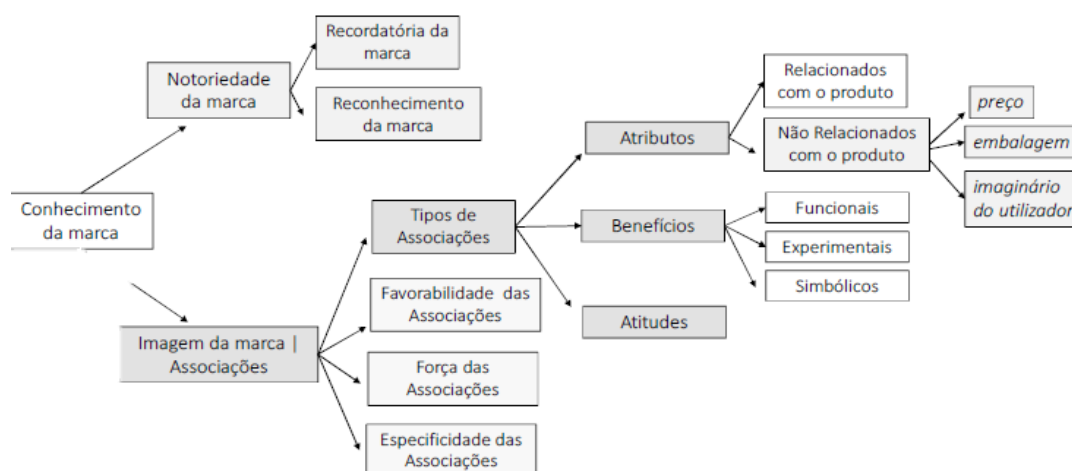 Recordatória da
marca
Notoriedade
da marca
Reconhecimento
da marca
Relacionados
com o produto
preço
Atributos
Não Relacionados
com o produto
embalagem
imaginário
do utilizador
Conhecimento
da marca
Tipos de
Associações
Benefícios
Funcionais
Experimentais
Simbólicos
Favorabilidade das
Associações
Atitudes
Imagem da marca |
Associações
Força das
Associações
Especificidade das
Associações